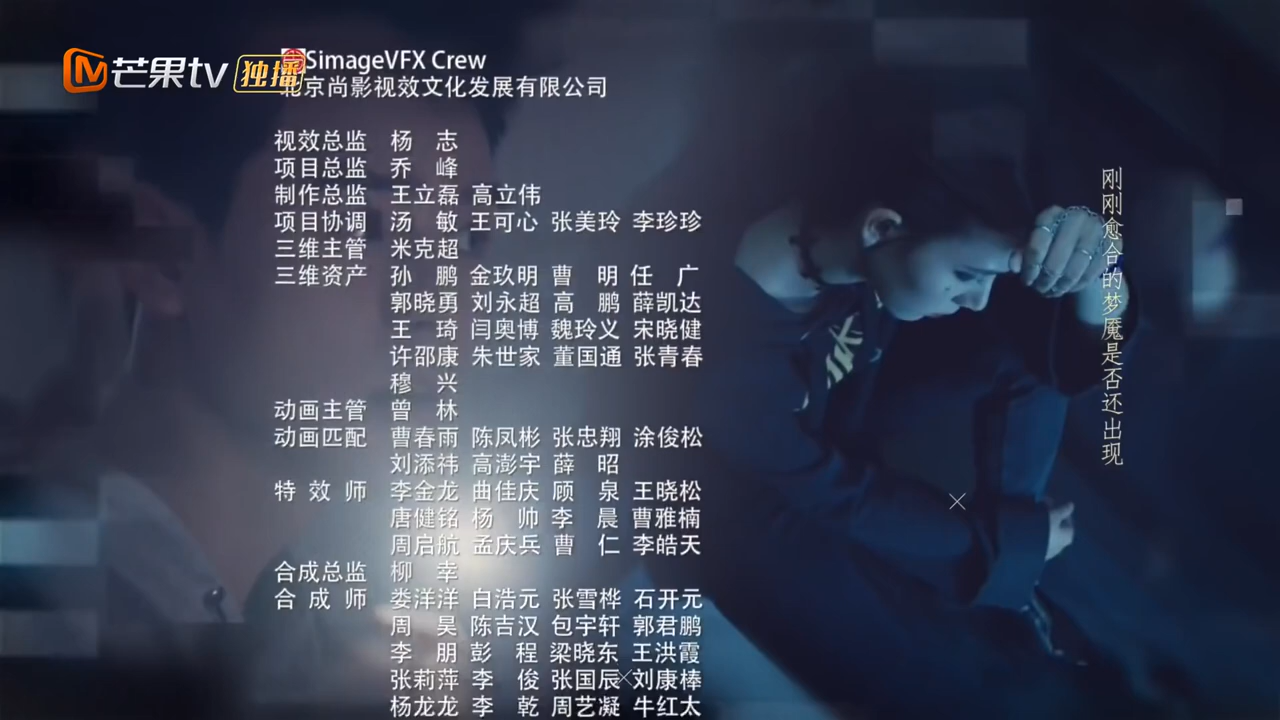 芒果TV 独播
SimageVFX Crew
北京尚影视效文化发展有限公司
视效总监 杨 志
项目总监 乔 峰
制作总监 王立磊 高立伟
项目协调 汤 敏 王可心 张美玲 李珍珍
三维主管 米克超
三维资产 孙 鹏 金玖明 曹 明 任 广
郭晓勇 刘永超 高 鹏 薛凯达
王 琦 闫奥博 魏玲义 宋晓健
许邵康 朱世家 董国通 张青春
穆 兴
动画主管 曾 林
动画匹配 曹春雨 陈凤彬 张忠翔 涂俊松
刘添祎 高澎宇 薛 昭
特 效 师 李金龙 曲佳庆 顾 泉 王晓松
唐健铭 杨 帅 李 晨 曹雅楠
周启航 孟庆兵 曹 仁 李皓天
合成总监 柳 幸
合 成 师 娄洋洋 白浩元 张雪桦 石开元
周 昊 陈吉汉 包宇轩 郭君鹏
李 朋 彭 程 梁晓东 王洪霞
张莉萍 李 俊 张国辰 刘康棒
杨龙龙 李 乾 周艺凝 牛红太
刚刚愈合的梦魇是否还出现